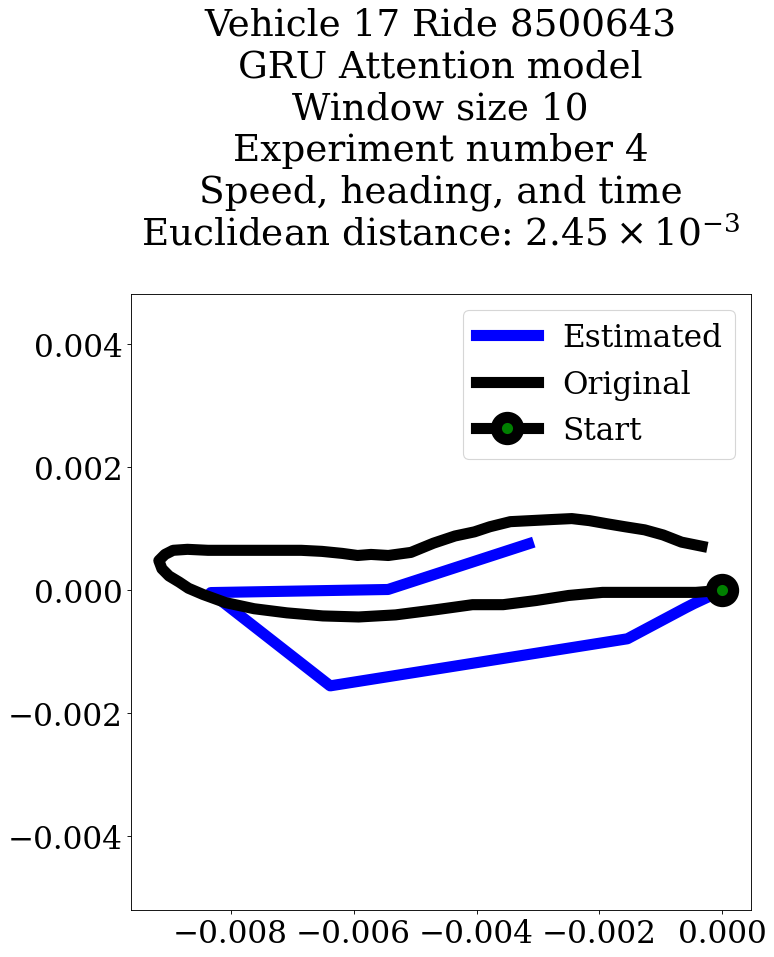 Vehicle 17 Ride 8500643
GRU Attention model
Window size 10
Experiment number 4
Speed, heading, and time
Euclidean distance: 2.45 × 10⁻³
Estimated
Original
Start
0.004
0.002
0.000
−0.002
−0.004
−0.008 −0.006 −0.004 −0.002 0.000